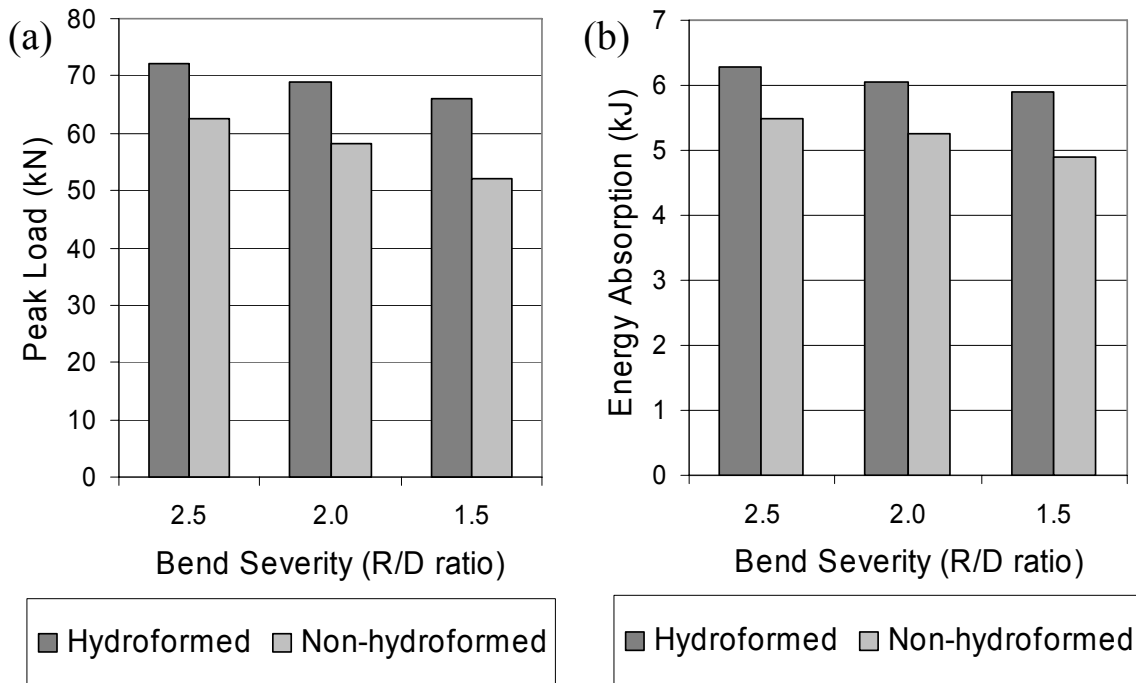 (a)
80
70
60
50
40
30
20
10
0
Peak Load (kN)
2.5 2.0 1.5
Bend Severity (R/D ratio)
Hydroformed Non-hydroformed
(b)
7
6
5
4
3
2
1
0
Energy Absorption (kJ)
2.5 2.0 1.5
Bend Severity (R/D ratio)
Hydroformed Non-hydroformed